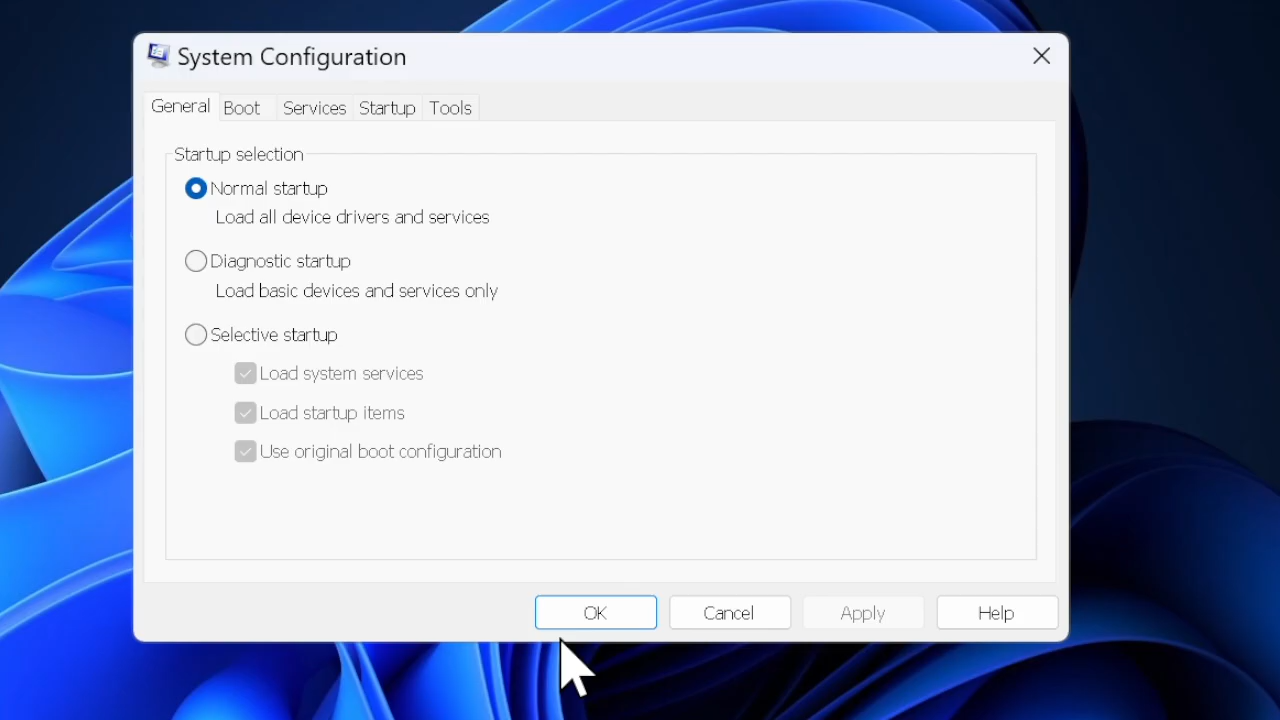 System Configuration
General Boot Services Startup Tools
Startup selection
Normal startup
Load all device drivers and services
Diagnostic startup
Load basic devices and services only
Selective startup
Load system services
Load startup items
Use original boot configuration
OK Cancel Apply Help